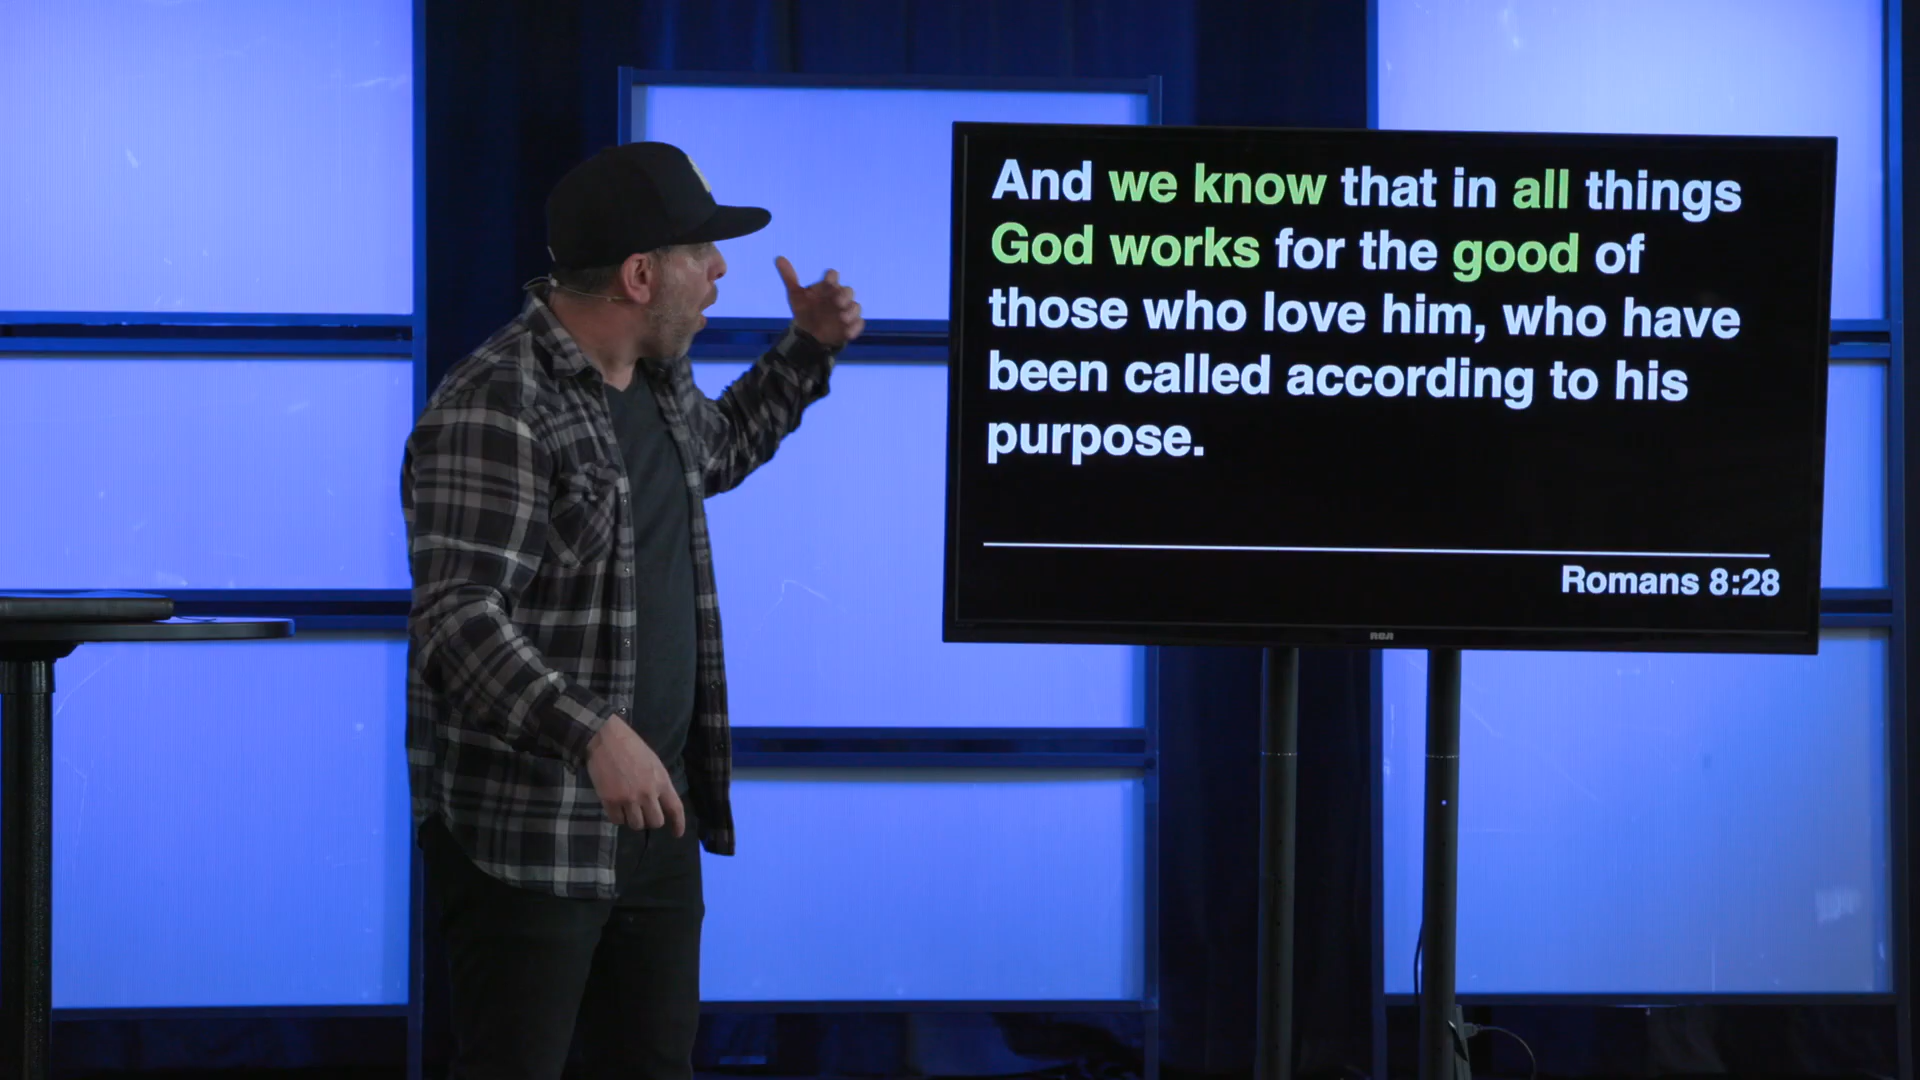 And we know that in all things
God works for the good of
those who love him, who have
been called according to his
purpose.
Romans 8:28
RCA